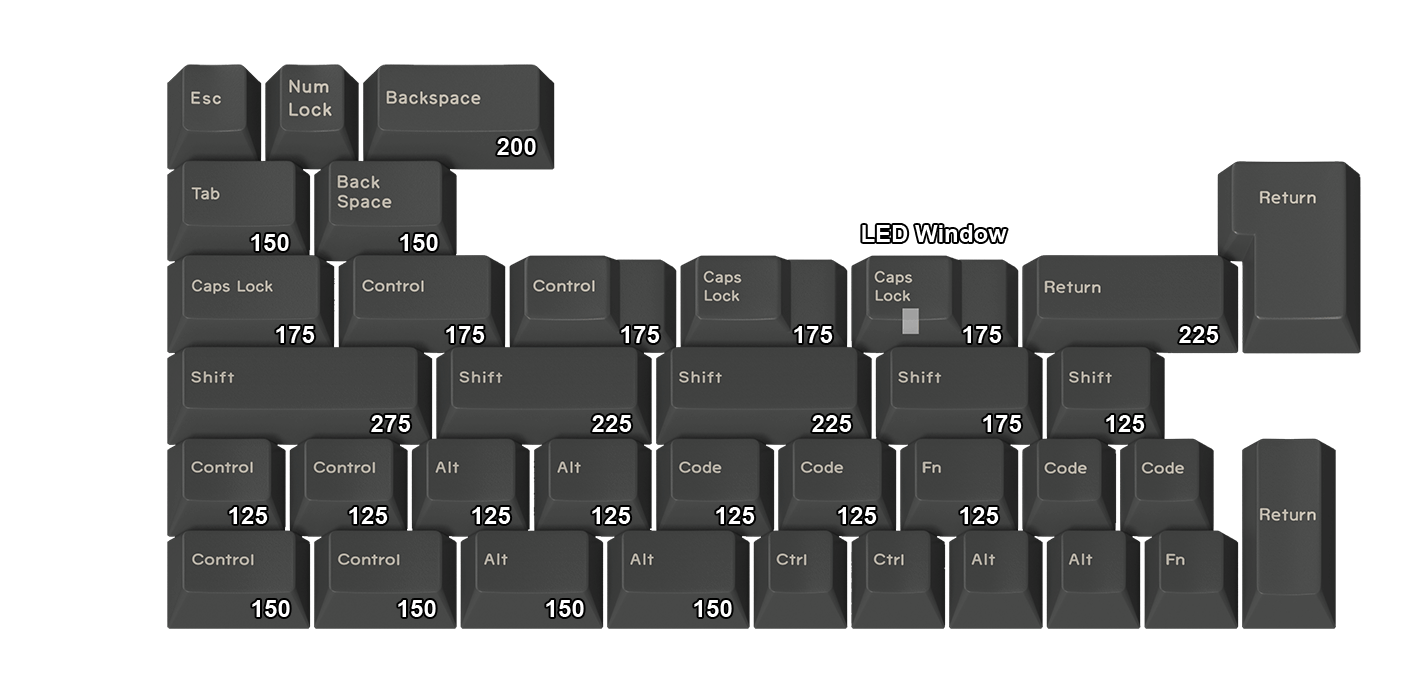 Esc
Num
Lock
Backspace
200
Tab
150
Back
Space
150
Return
LED Window
Caps Lock
175
Control
175
Control
175
Caps
Lock
175
Caps
Lock
175
Return
225
Shift
275
Shift
225
Shift
225
Shift
175
Shift
125
Control
125
Control
125
Alt
125
Alt
125
Code
125
Code
125
Fn
125
Code
Code
Return
Control
150
Control
150
Alt
150
Alt
150
Ctrl
Ctrl
Alt
Alt
Fn